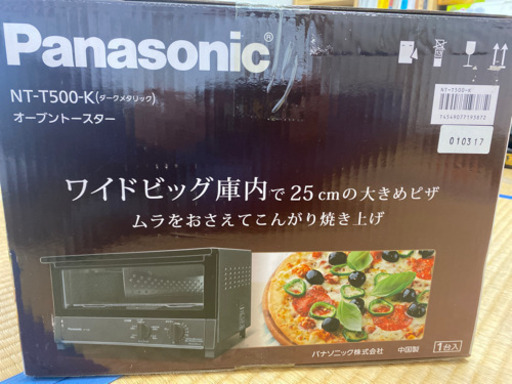 Panasonic®
NT-T500-K(ダークメタリック)
オーブントースター
NT-T500-K
010317
ワイドビッグ庫内で25cmの大きめピザ
ムラをおさえてこんがり焼き上げ
パナソニック株式会社 中国製 1台入